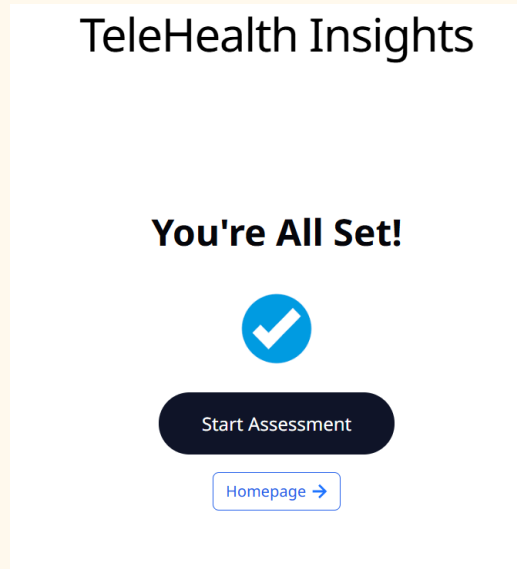 TeleHealth Insights
You're All Set!
Start Assessment
Homepage →